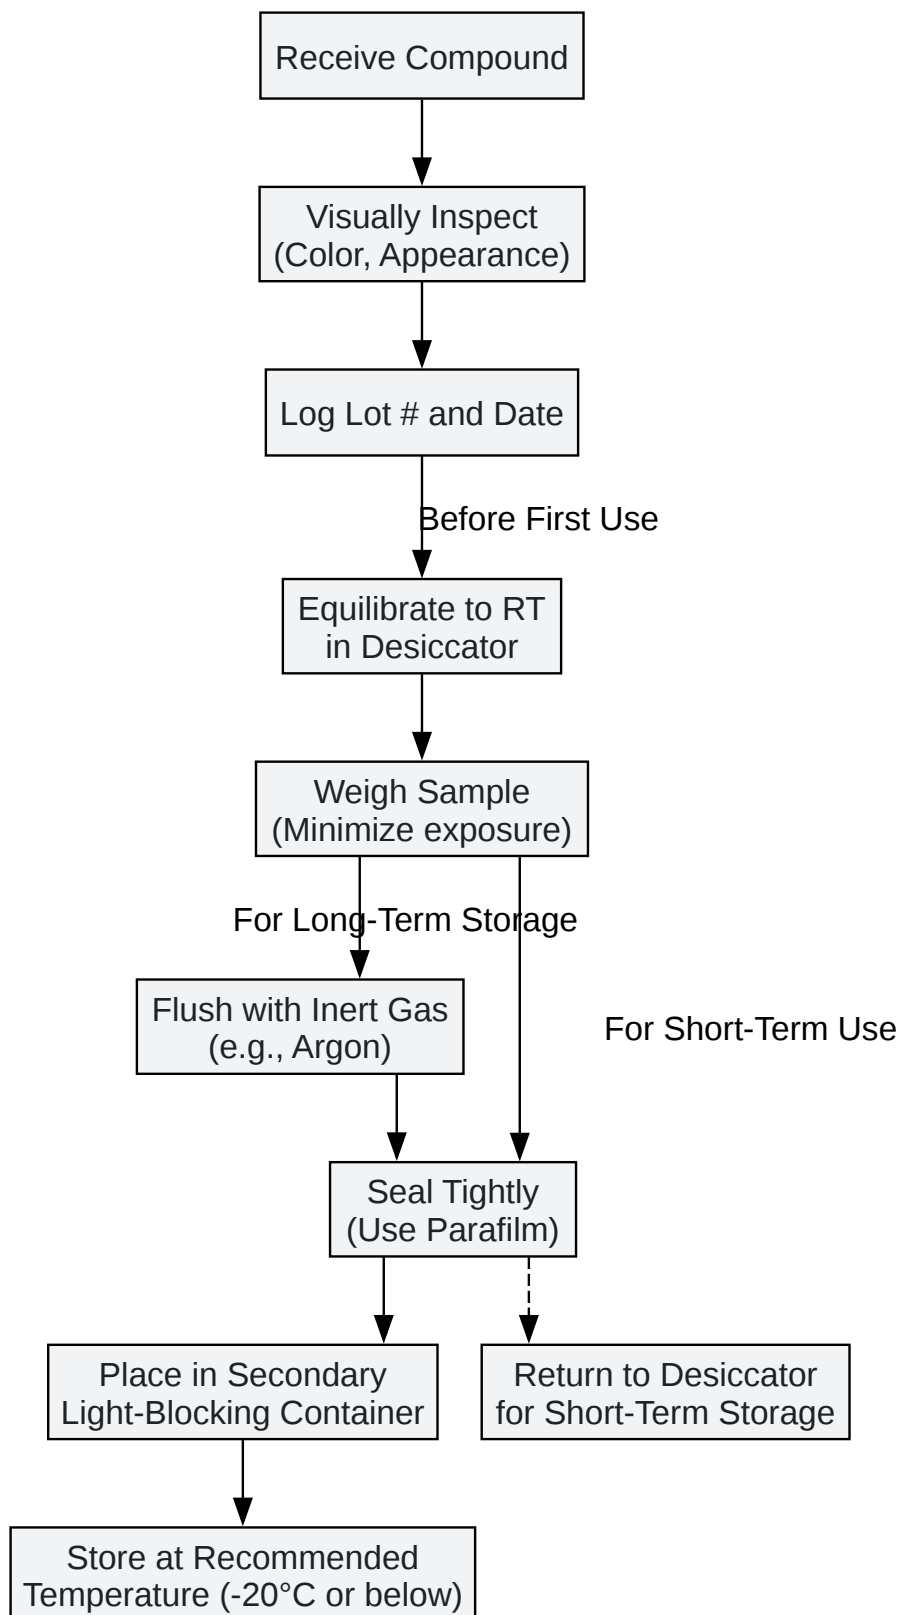 Receive Compound
Visually Inspect
(Color, Appearance)
Log Lot # and Date
Before First Use
Equilibrate to RT
in Desiccator
Weigh Sample
(Minimize exposure)
For Long-Term Storage
Flush with Inert Gas
(e.g., Argon)
For Short-Term Use
Seal Tightly
(Use Parafilm)
Place in Secondary
Light-Blocking Container
Return to Desiccator
for Short-Term Storage
Store at Recommended
Temperature (-20°C or below)